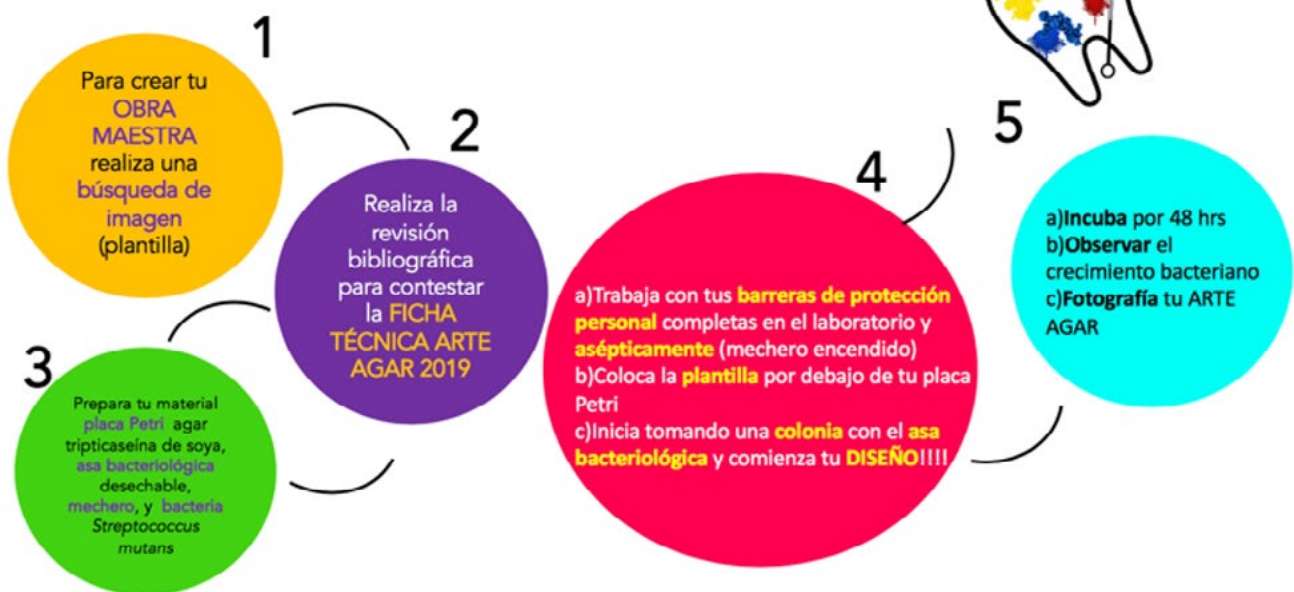 1
Para crear tu
OBRA
MAESTRA
realiza una
búsqueda de
imagen
(plantilla)
2
Realiza la
revisión
bibliográfica
para contestar
la FICHA
TÉCNICA ARTE
AGAR 2019
3
Prepara tu material
placa Petri agar
tripticaseína de soya,
asa bacteriológica
desechable,
mechero, y bacteria
Streptococcus
mutans
4
a)Trabaja con tus barreras de protección
personal completas en el laboratorio y
asépticamente (mechero encendido)
b)Coloca la plantilla por debajo de tu placa
Petri
c)Inicia tomando una colonia con el asa
bacteriológica y comienza tu DISEÑO!!!!
5
a)Incuba por 48 hrs
b)Observar el
crecimiento bacteriano
c)Fotografía tu ARTE
AGAR